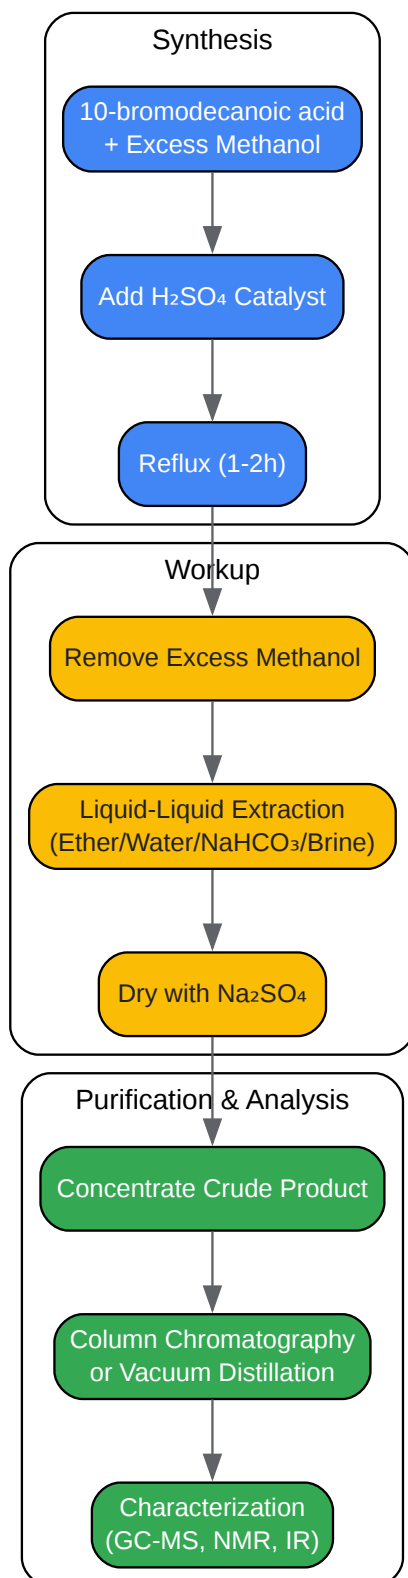 Synthesis
10-bromodecanoic acid
+ Excess Methanol
Add H₂SO₄ Catalyst
Reflux (1-2h)
Workup
Remove Excess Methanol
Liquid-Liquid Extraction
(Ether/Water/NaHCO₃/Brine)
Dry with Na₂SO₄
Purification & Analysis
Concentrate Crude Product
Column Chromatography
or Vacuum Distillation
Characterization
(GC-MS, NMR, IR)